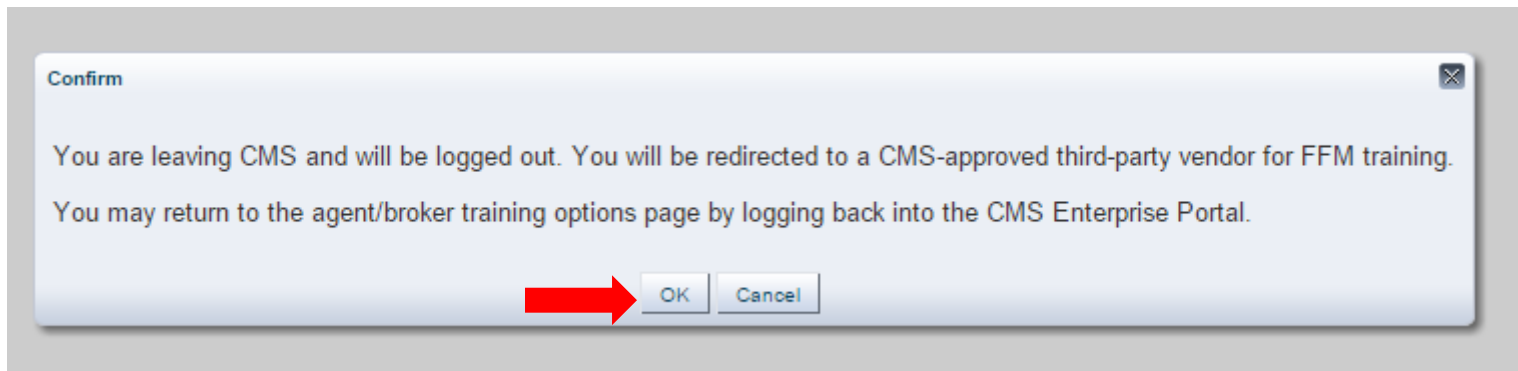 Confirm
You are leaving CMS and will be logged out. You will be redirected to a CMS-approved third-party vendor for FFM training.
You may return to the agent/broker training options page by logging back into the CMS Enterprise Portal.
OK Cancel